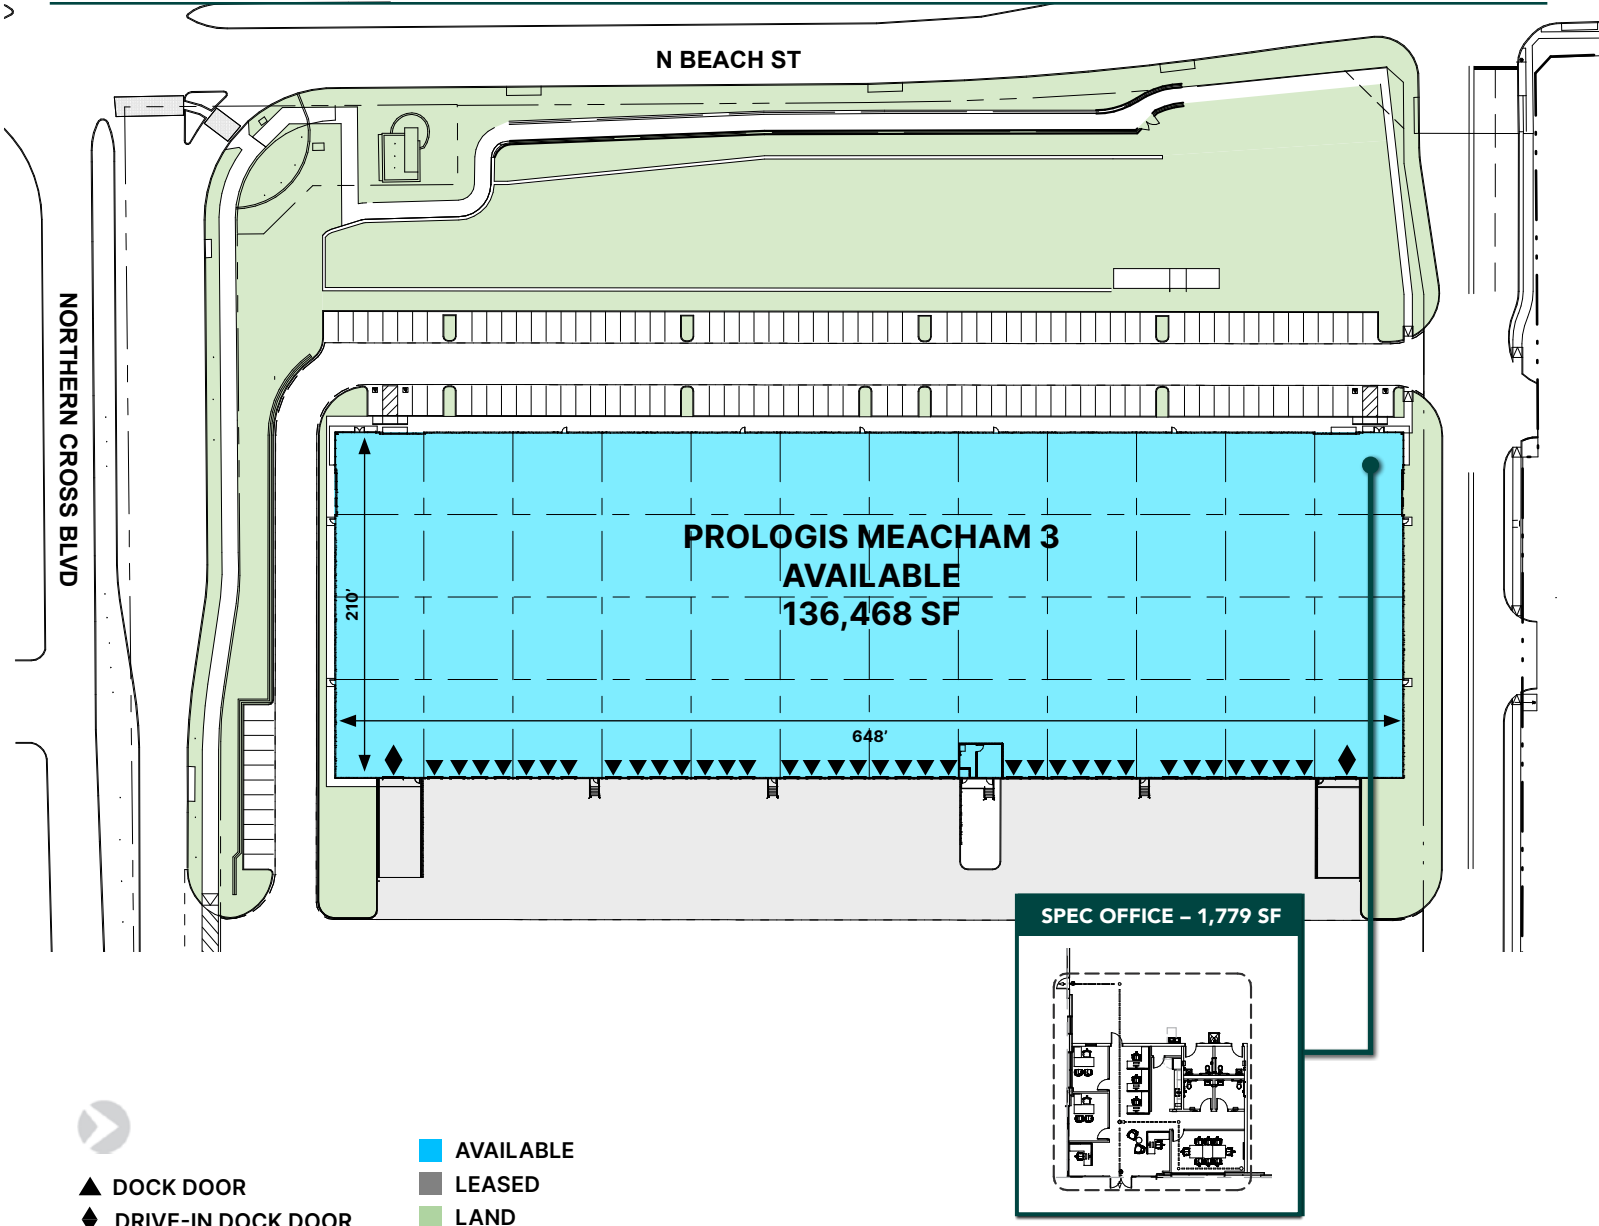 N BEACH ST
NORTHERN CROSS BLVD
PROLOGIS MEACHAM 3
AVAILABLE
136,468 SF
210'
648'
SPEC OFFICE – 1,779 SF
AVAILABLE
DOCK DOOR
LEASED
DRIVE-IN DOCK DOOR
LAND